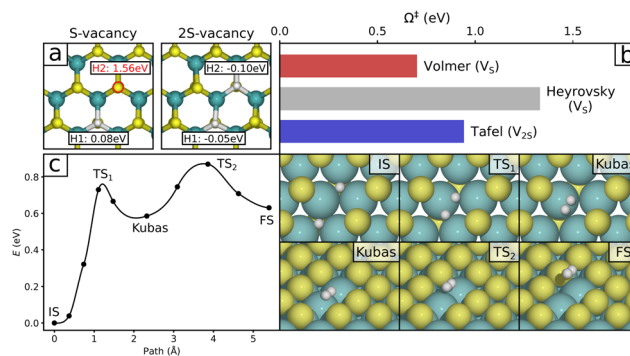 S-vacancy
2S-vacancy
a
H2: 1.56eV
H1: 0.08eV
H2: -0.10eV
H1: -0.05eV
Ω‡ (eV)
0.0
0.5
1.0
1.5
b
Volmer (VS)
Heyrovsky
(VS)
Tafel (V2S)
c
E (eV)
0.8
0.6
0.4
0.2
0.0
IS
TS1
Kubas
TS2
FS
0
1
2
3
4
5
Path (Å)
IS
TS1
Kubas
Kubas
TS2
FS